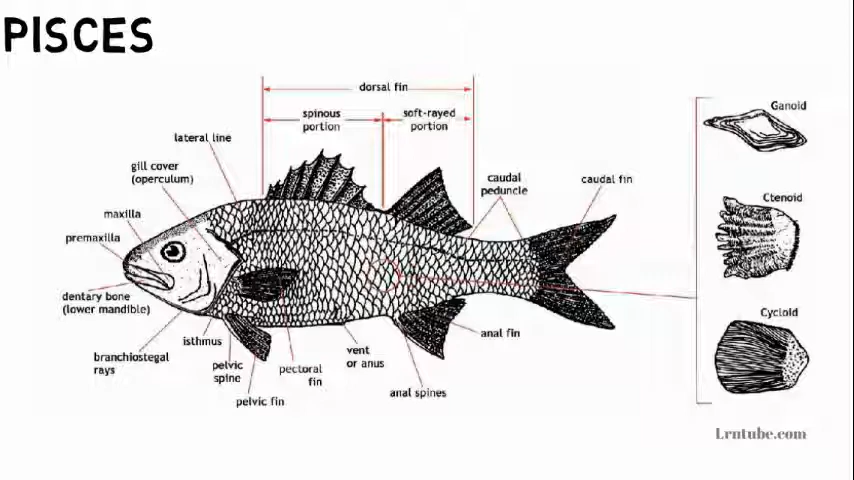 PISCES
dorsal fin
spinous
portion
soft-rayed
portion
lateral line
gill cover
(operculum)
maxilla
premaxilla
dentary bone
(lower mandible)
branchiostegal
rays
isthmus
pelvic
spine
pelvic fin
pectoral
fin
vent
or anus
anal spines
anal fin
caudal
peduncle
caudal fin
Ganoid
Ctenoid
Cycloid
Lrntube.com